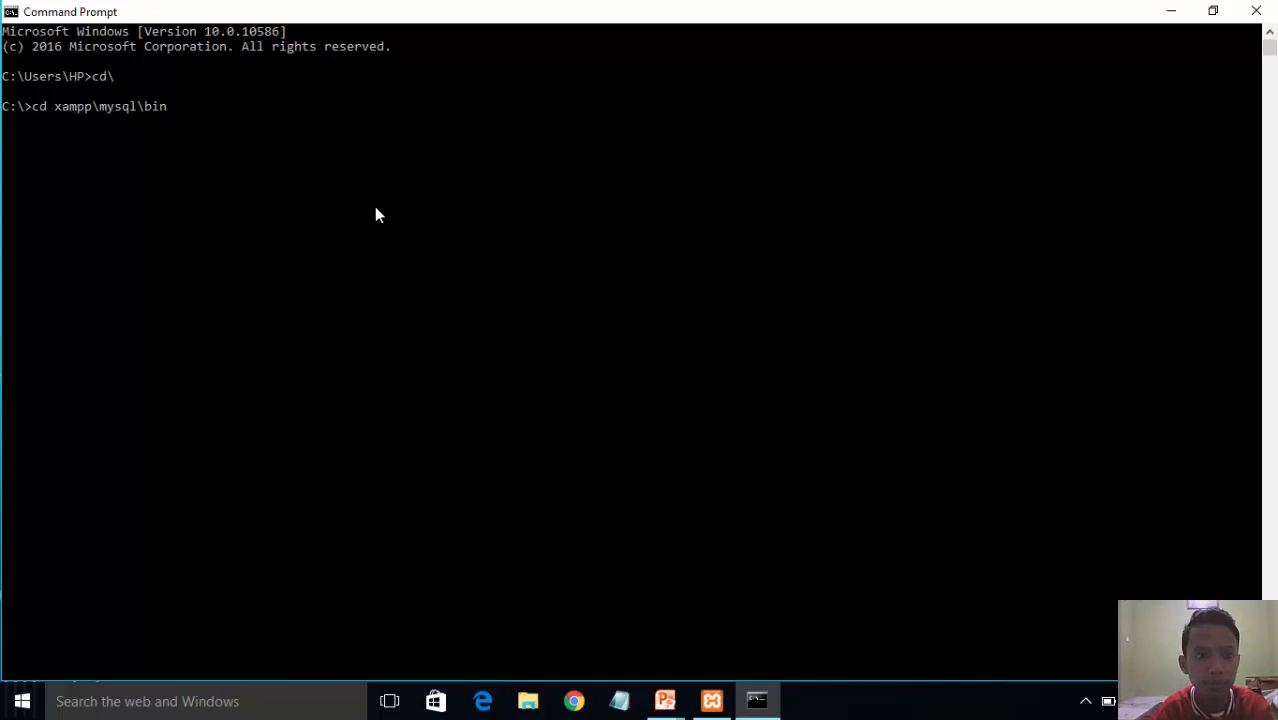 Command Prompt
Microsoft Windows [Version 10.0.10586]
(c) 2016 Microsoft Corporation. All rights reserved.
C:\Users\HP>cd\
C:\>cd xampp\mysql\bin
Search the web and Windows